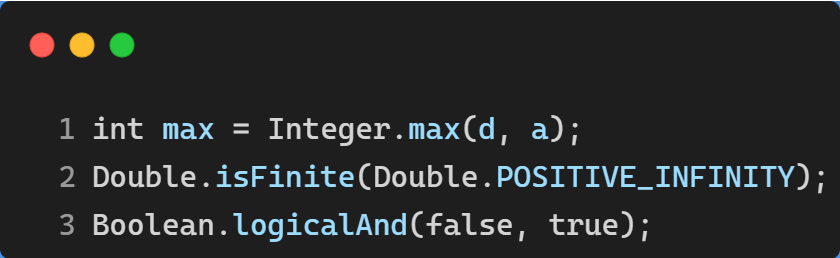 1 int max = Integer.max(d, a);
2 Double.isFinite(Double.POSITIVE_INFINITY);
3 Boolean.logicalAnd(false, true);